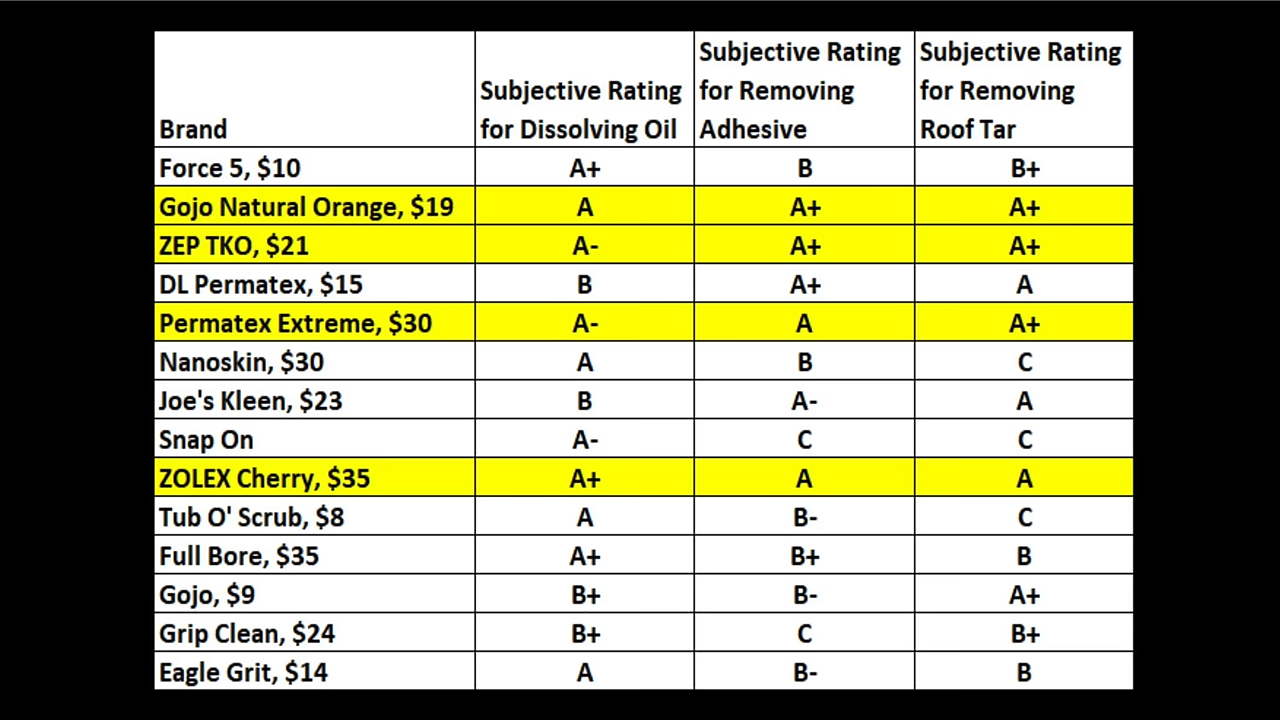 Brand
Subjective Rating
for Dissolving Oil
Subjective Rating
for Removing
Adhesive
Subjective Rating
for Removing
Roof Tar
Force 5, $10 A+ B B+
Gojo Natural Orange, $19 A A+ A+
ZEP TKO, $21 A- A+ A+
DL Permatex, $15 B A+ A
Permatex Extreme, $30 A- A A+
Nanoskin, $30 A B C
Joe's Kleen, $23 B A- A
Snap On A- C C
ZOLEX Cherry, $35 A+ A A
Tub O' Scrub, $8 A B- C
Full Bore, $35 A+ B+ B
Gojo, $9 B+ B- A+
Grip Clean, $24 B+ C B+
Eagle Grit, $14 A B- B